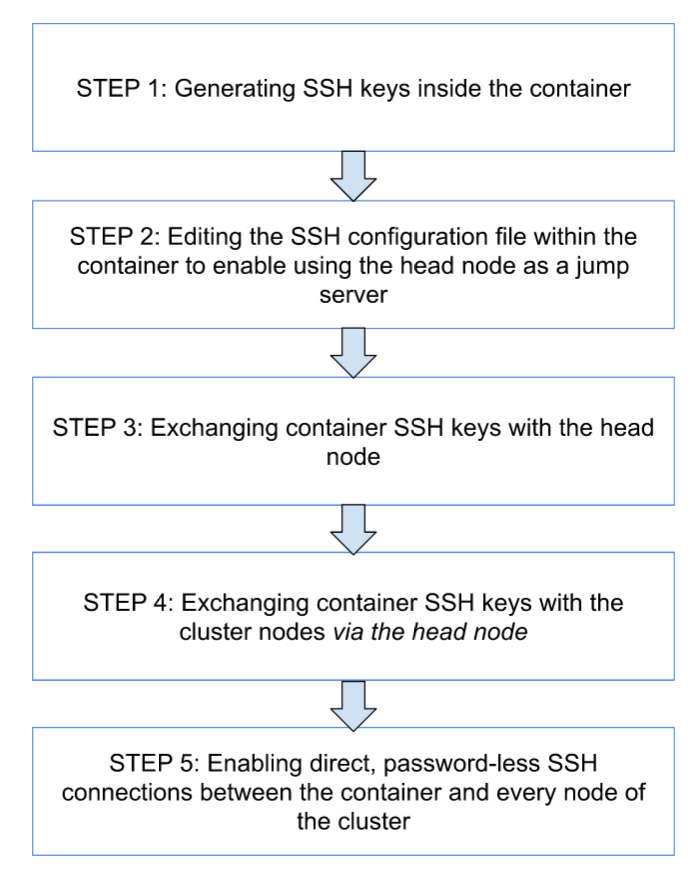 STEP 1: Generating SSH keys inside the container
STEP 2: Editing the SSH configuration file within the
container to enable using the head node as a jump
server
STEP 3: Exchanging container SSH keys with the head
node
STEP 4: Exchanging container SSH keys with the
cluster nodes via the head node
STEP 5: Enabling direct, password-less SSH
connections between the container and every node of
the cluster